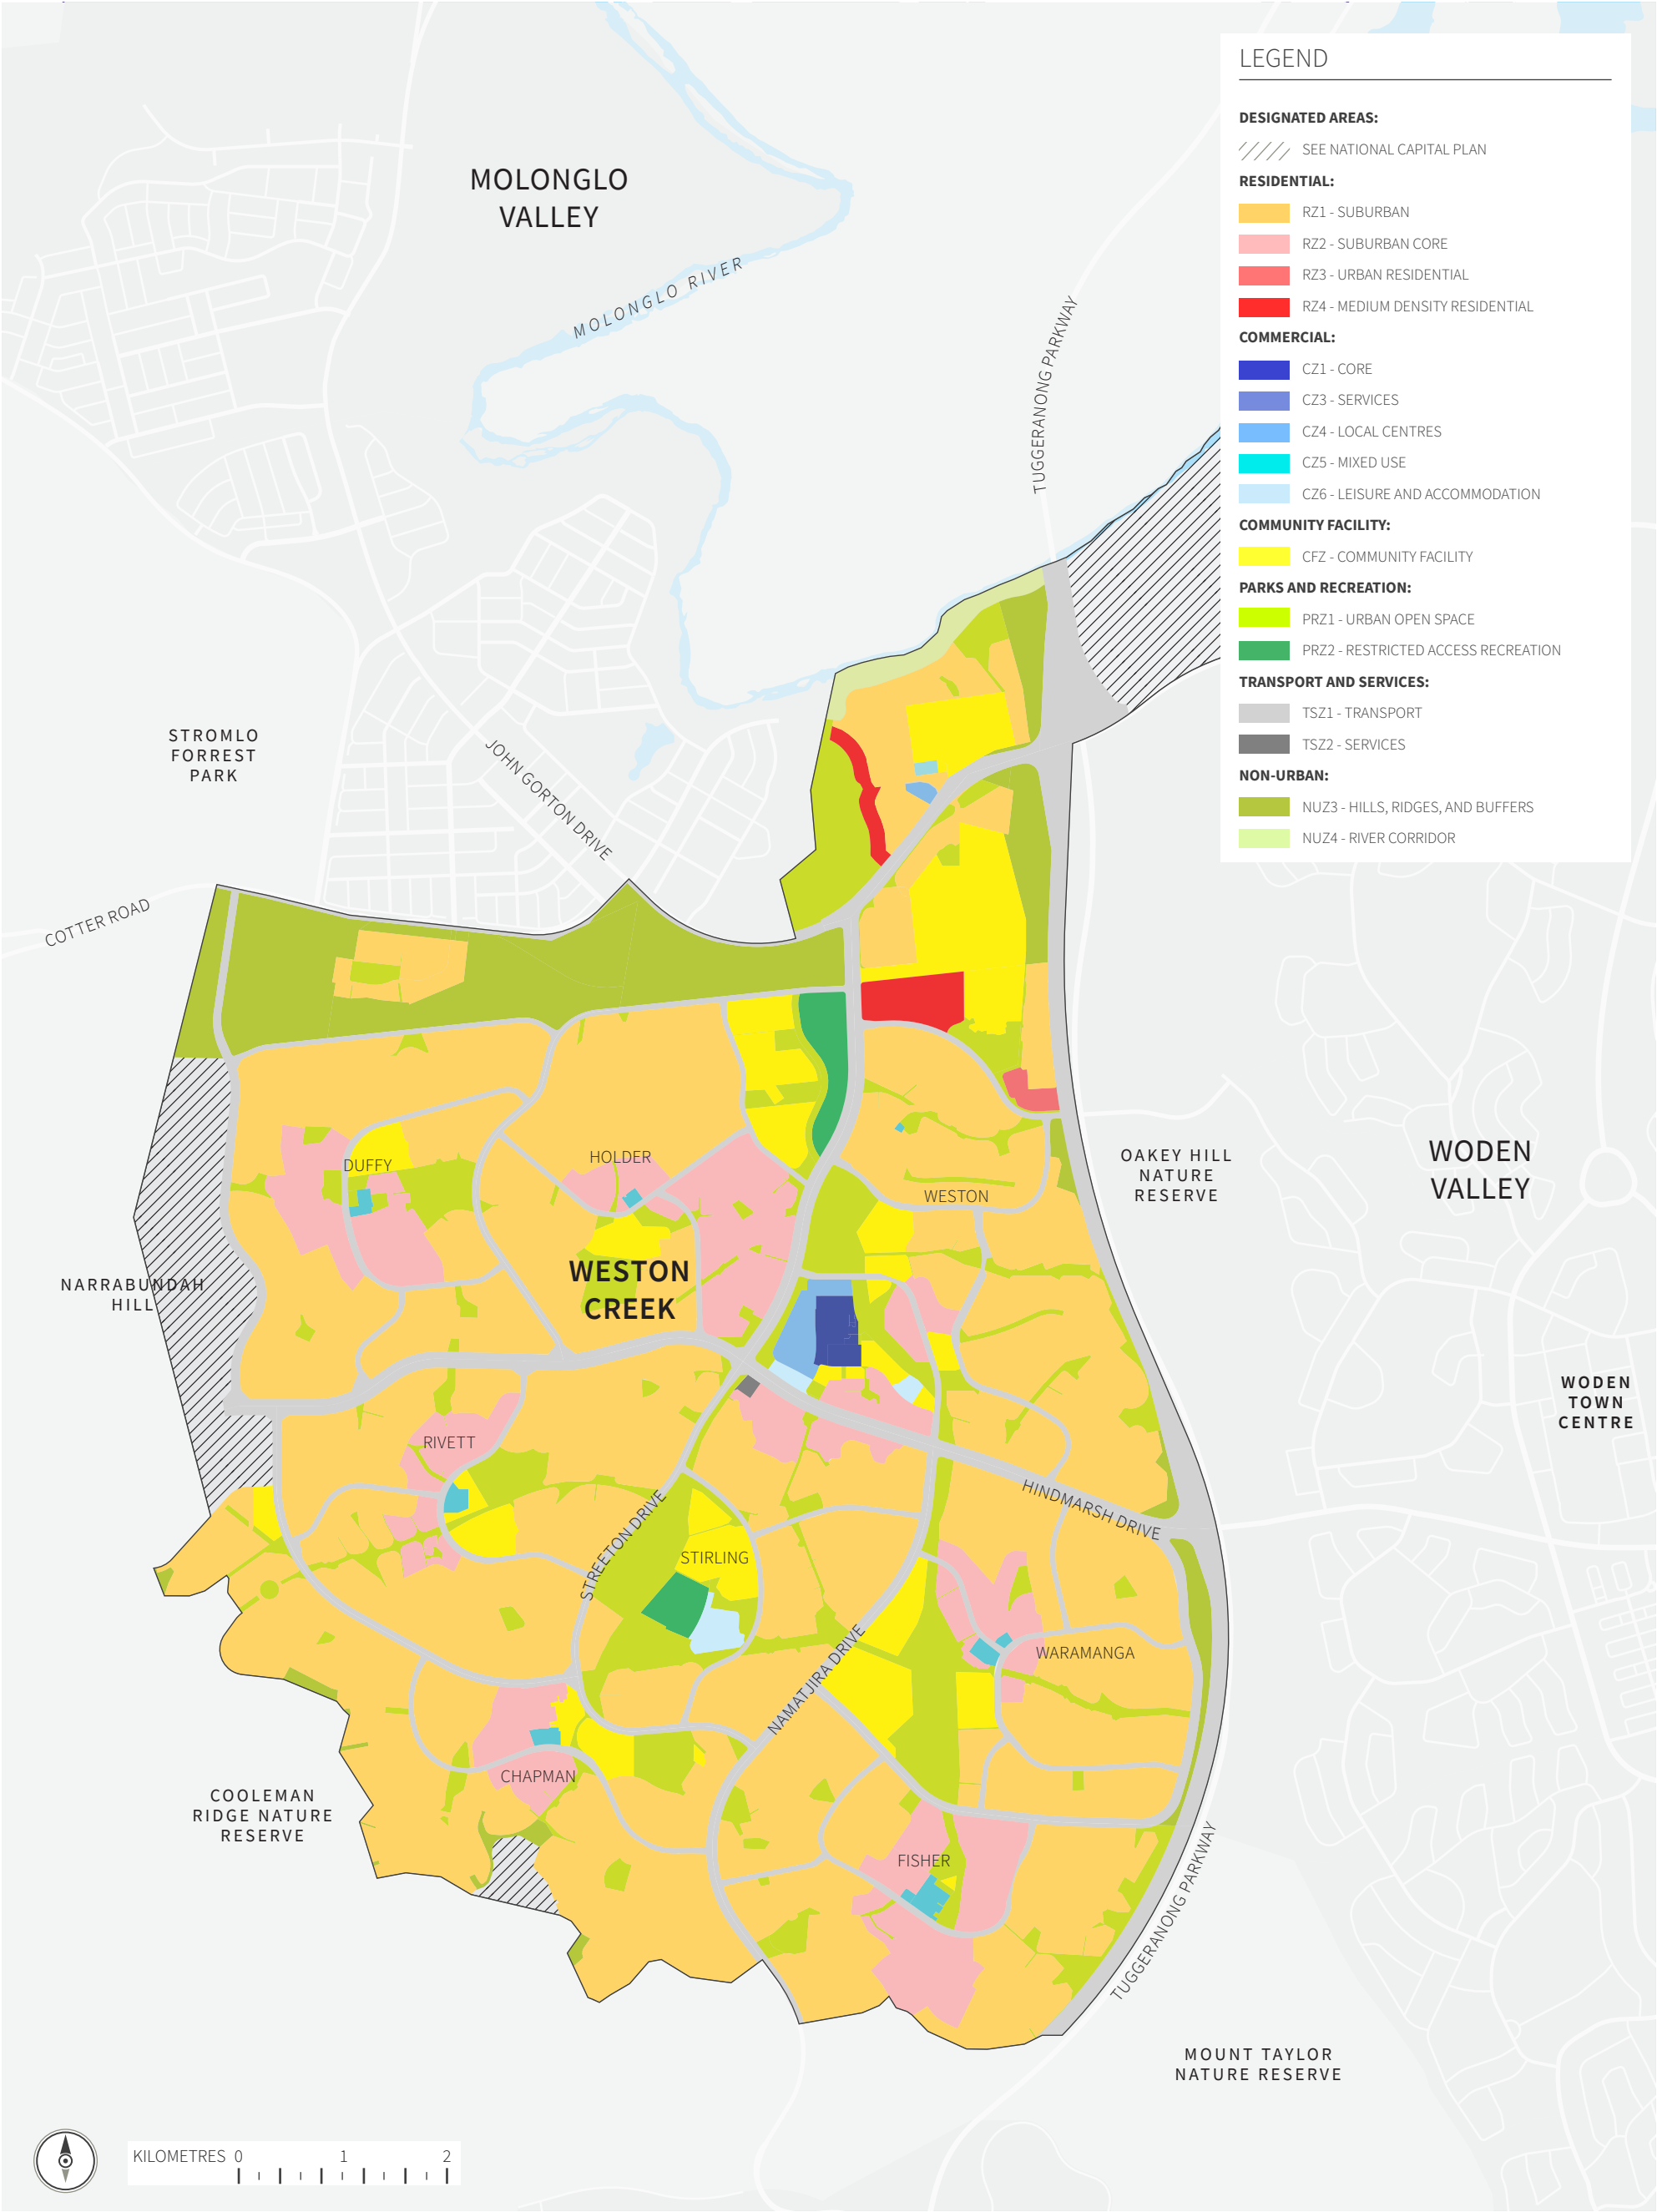 LEGEND
DESIGNATED AREAS:
SEE NATIONAL CAPITAL PLAN
RESIDENTIAL:
RZ1 - SUBURBAN
RZ2 - SUBURBAN CORE
RZ3 - URBAN RESIDENTIAL
RZ4 - MEDIUM DENSITY RESIDENTIAL
COMMERCIAL:
CZ1 - CORE
CZ3 - SERVICES
CZ4 - LOCAL CENTRES
CZ5 - MIXED USE
CZ6 - LEISURE AND ACCOMMODATION
COMMUNITY FACILITY:
CFZ - COMMUNITY FACILITY
PARKS AND RECREATION:
PRZ1 - URBAN OPEN SPACE
PRZ2 - RESTRICTED ACCESS RECREATION
TRANSPORT AND SERVICES:
TSZ1 - TRANSPORT
TSZ2 - SERVICES
NON-URBAN:
NUZ3 - HILLS, RIDGES, AND BUFFERS
NUZ4 - RIVER CORRIDOR
MOLONGLO
VALLEY
MOLONGLO RIVER
TUGGERANONG PARKWAY
STROMLO
FORREST
PARK
JOHN GORTON DRIVE
COTTER ROAD
DUFFY
HOLDER
WESTON
OAKEY HILL
NATURE
RESERVE
WODEN
VALLEY
NARRABUNDAH
HILL
WESTON
CREEK
WODEN
TOWN
CENTRE
RIVETT
HINDMARSH DRIVE
STREETON DRIVE
STIRLING
NAMATJIRA DRIVE
WARAMANGA
CHAPMAN
COOLEMAN
RIDGE NATURE
RESERVE
FISHER
TUGGERANONG PARKWAY
MOUNT TAYLOR
NATURE RESERVE
KILOMETRES 0 1 2